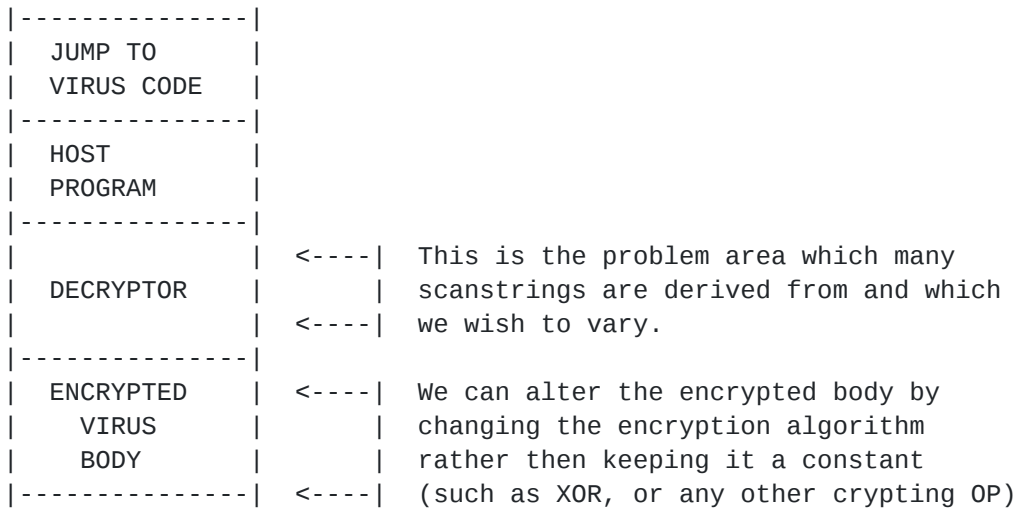 |---------------|
|  JUMP TO      |
|  VIRUS CODE   |
|---------------|
|  HOST         |
|  PROGRAM      |
|---------------|
|               |  <----|  This is the problem area which many
|  DECRYPTOR    |       |  scanstrings are derived from and which
|               |  <----|  we wish to vary.
|---------------|
|  ENCRYPTED    |  <----|  We can alter the encrypted body by
|    VIRUS      |       |  changing the encryption algorithm
|    BODY       |       |  rather then keeping it a constant
|---------------|  <----|  (such as XOR, or any other crypting OP)